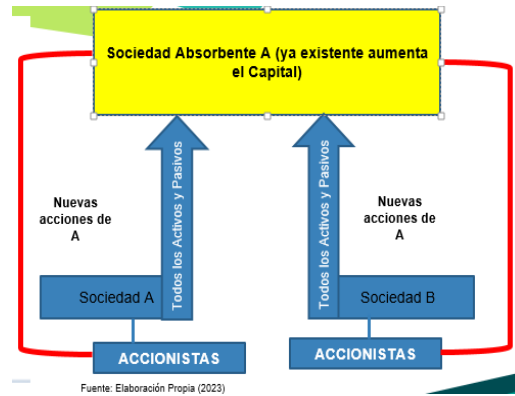 Sociedad Absorbente A (ya existente aumenta
el Capital)
Todos los Activos y Pasivos
Todos los Activos y Pasivos
Nuevas
acciones de
A
Nuevas
acciones de
A
Sociedad A
Sociedad B
ACCIONISTAS
ACCIONISTAS
Fuente: Elaboración Propia (2023)